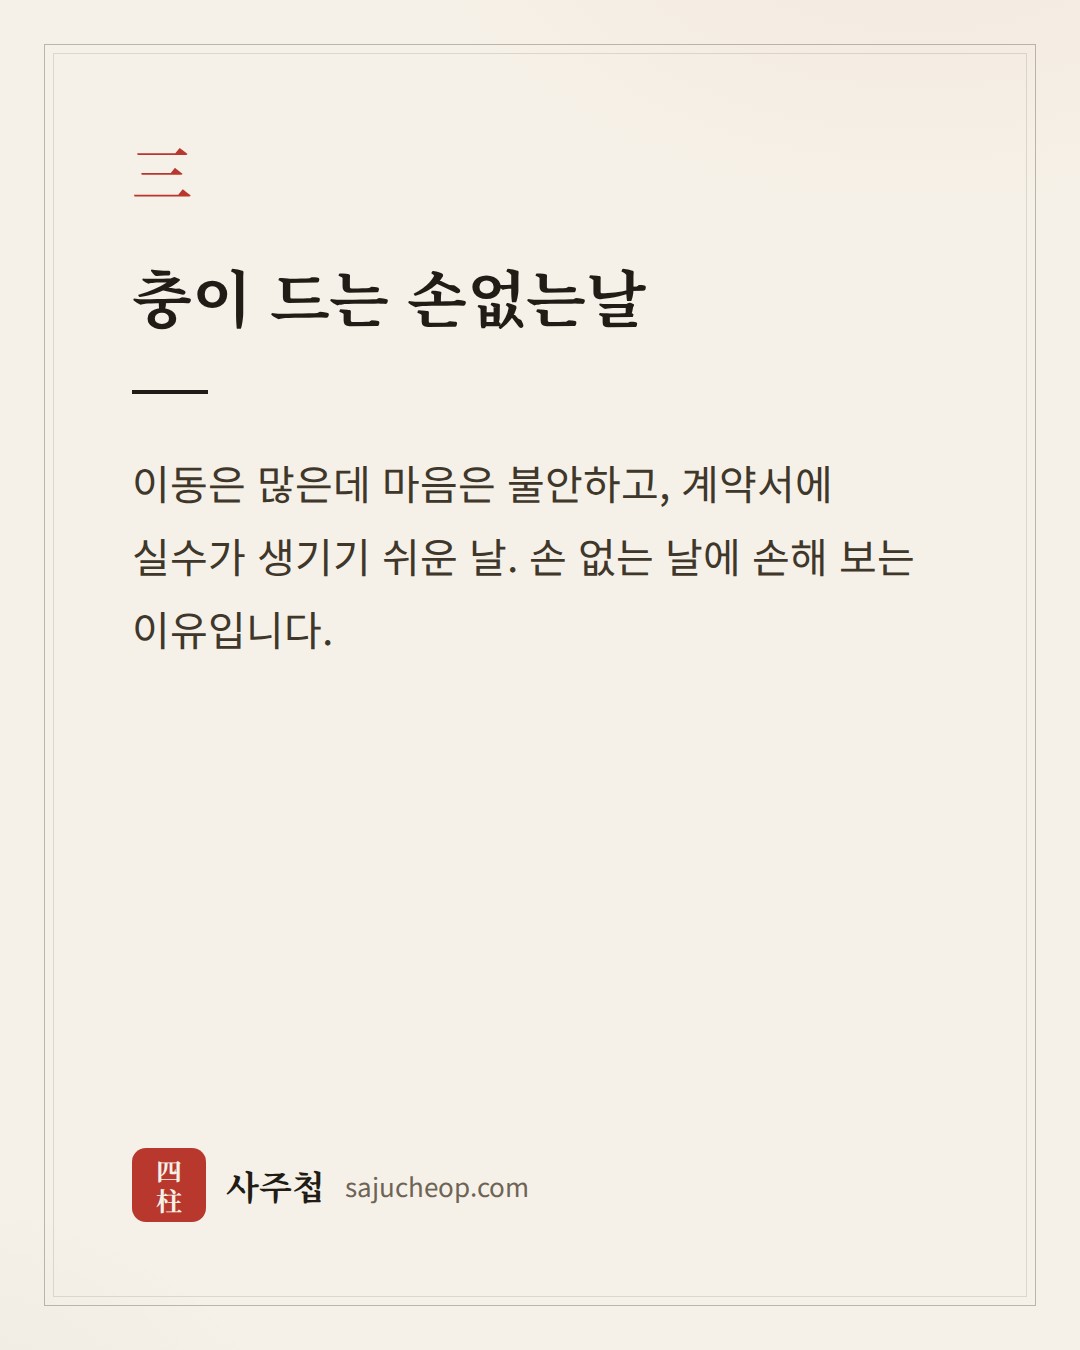 三
충이 드는 손없는날
이동은 많은데 마음은 불안하고, 계약서에
실수가 생기기 쉬운 날. 손 없는 날에 손해 보는
이유입니다.
四
柱
사주첩 sajucheop.com